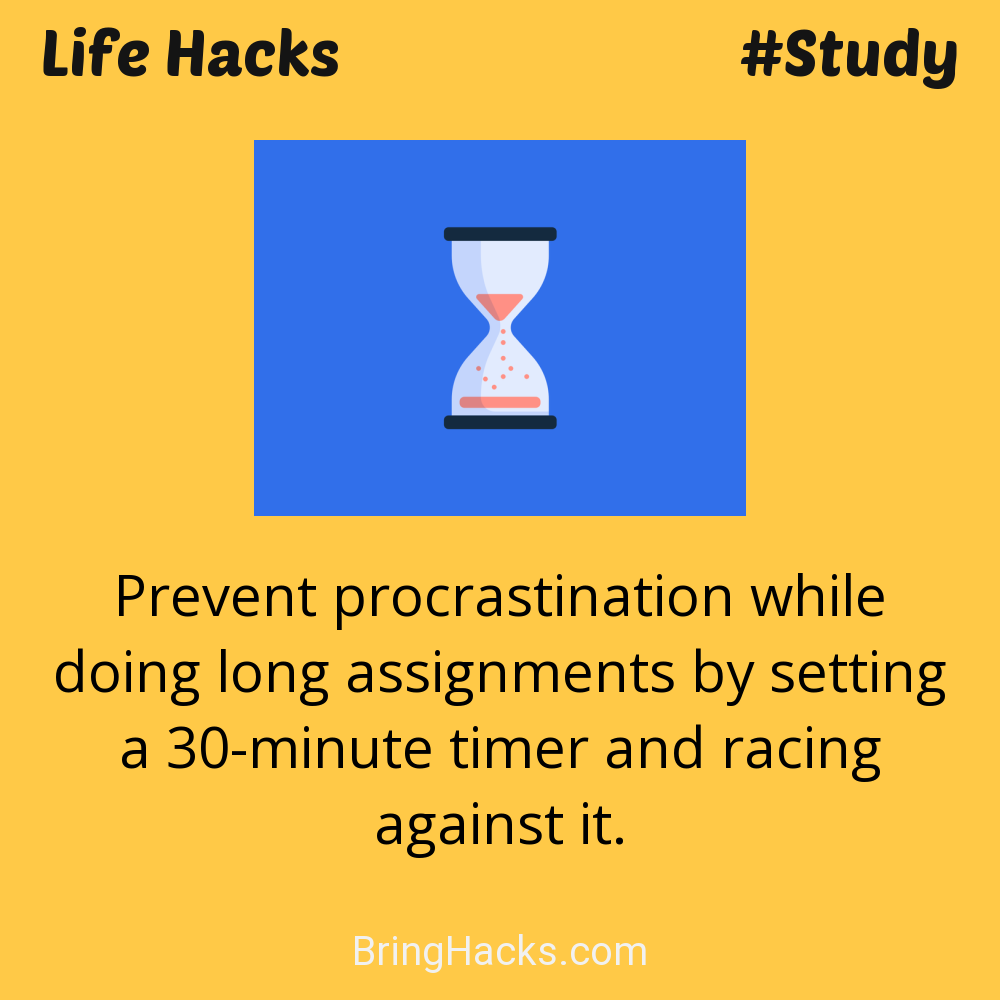 Life Hacks
#Study
Prevent procrastination while
doing long assignments by setting
a 30-minute timer and racing
against it.
BringHacks.com